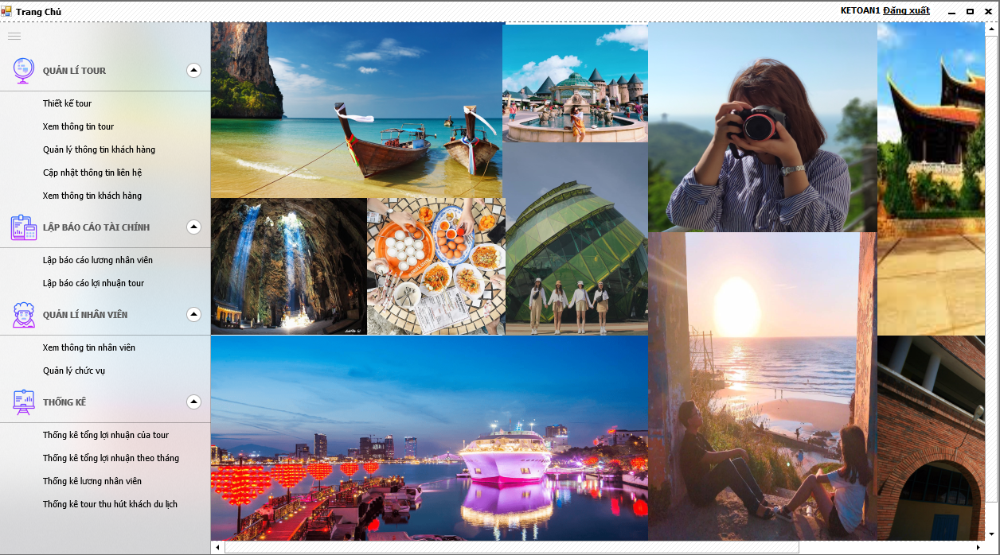 Trang Chủ
KETOAN1 Đăng xuất
QUẢN LÍ TOUR
Thiết kế tour
Xem thông tin tour
Quản lý thông tin khách hàng
Cập nhật thông tin liên hệ
Xem thông tin khách hàng
LẬP BÁO CÁO TÀI CHÍNH
Lập báo cáo lương nhân viên
Lập báo cáo lợi nhuận tour
QUẢN LÍ NHÂN VIÊN
Xem thông tin nhân viên
Quản lý chức vụ
THỐNG KÊ
Thống kê tổng lợi nhuận của tour
Thống kê tổng lợi nhuận theo tháng
Thống kê lương nhân viên
Thống kê tour thu hút khách du lịch